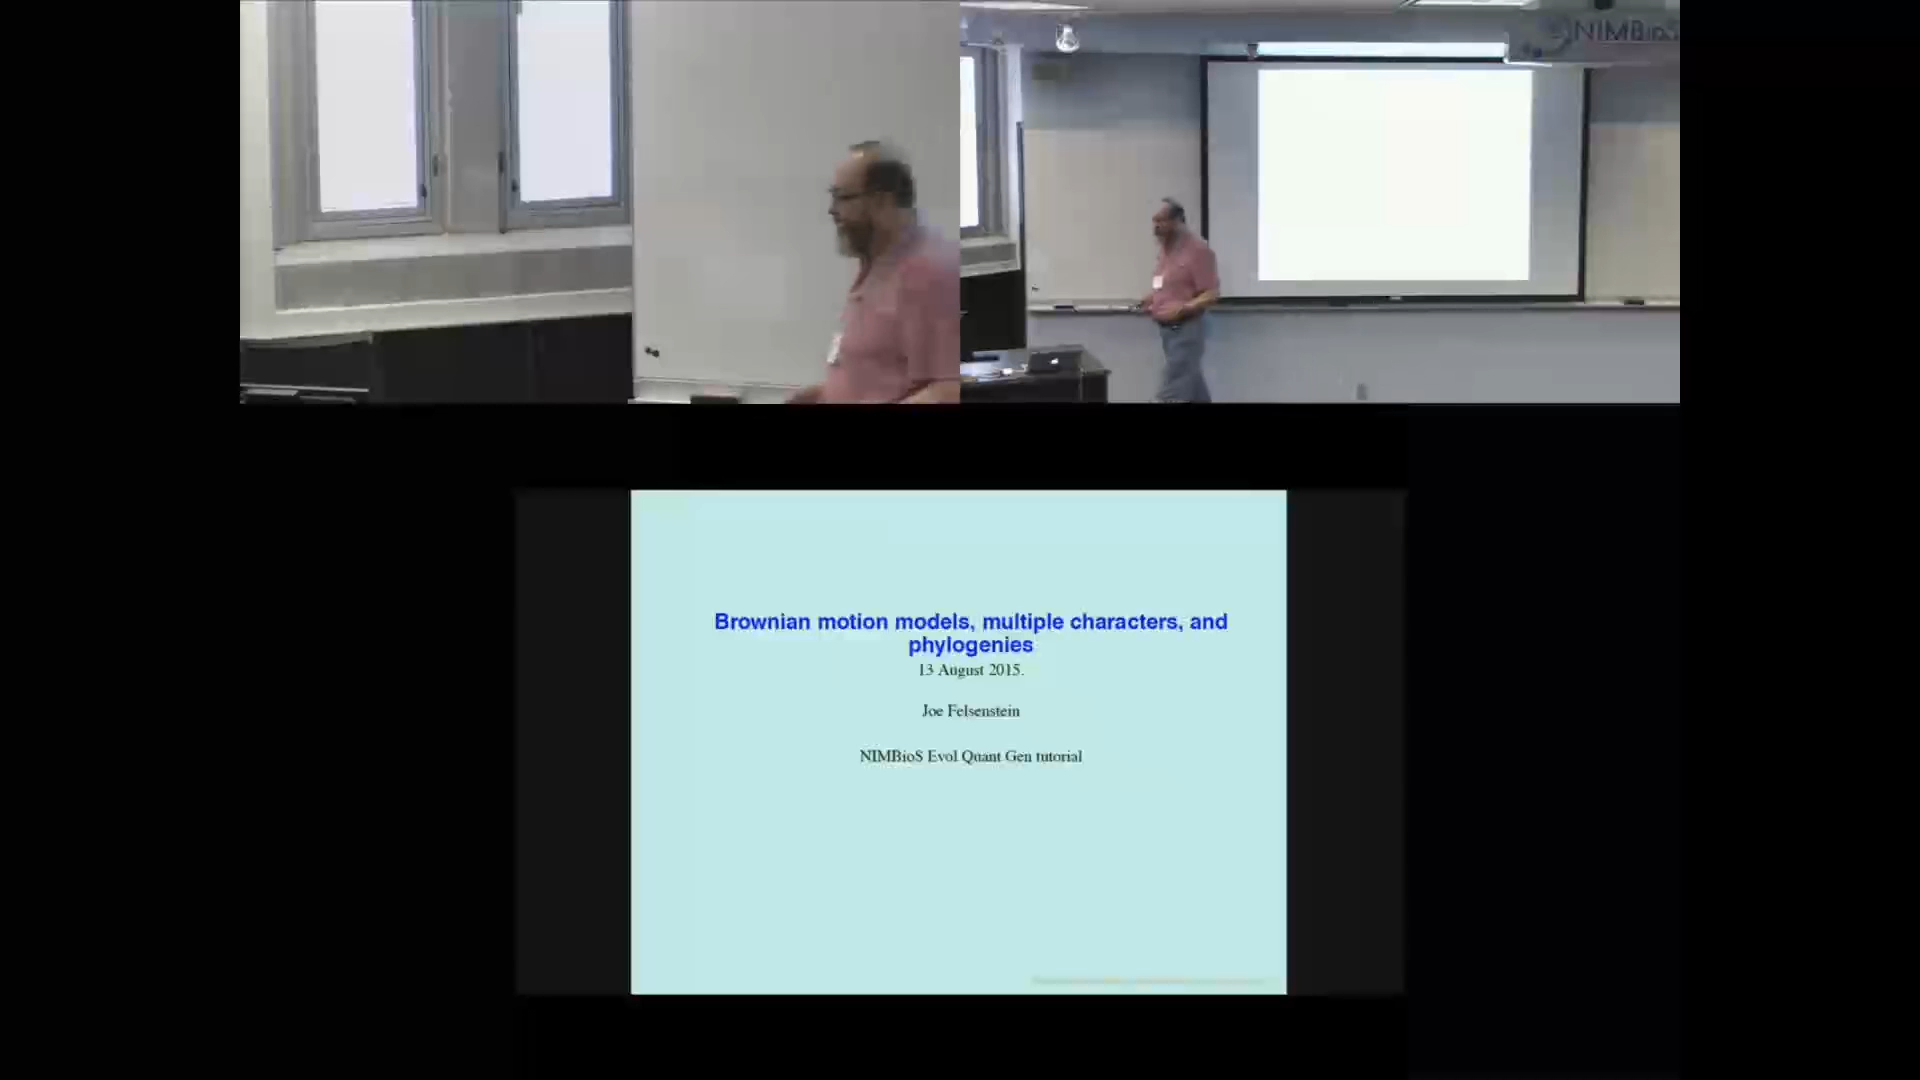 NIMBioS
Brownian motion models, multiple characters, and
phylogenies
13 August 2015.
Joe Felsenstein
NIMBioS Evol Quant Gen tutorial